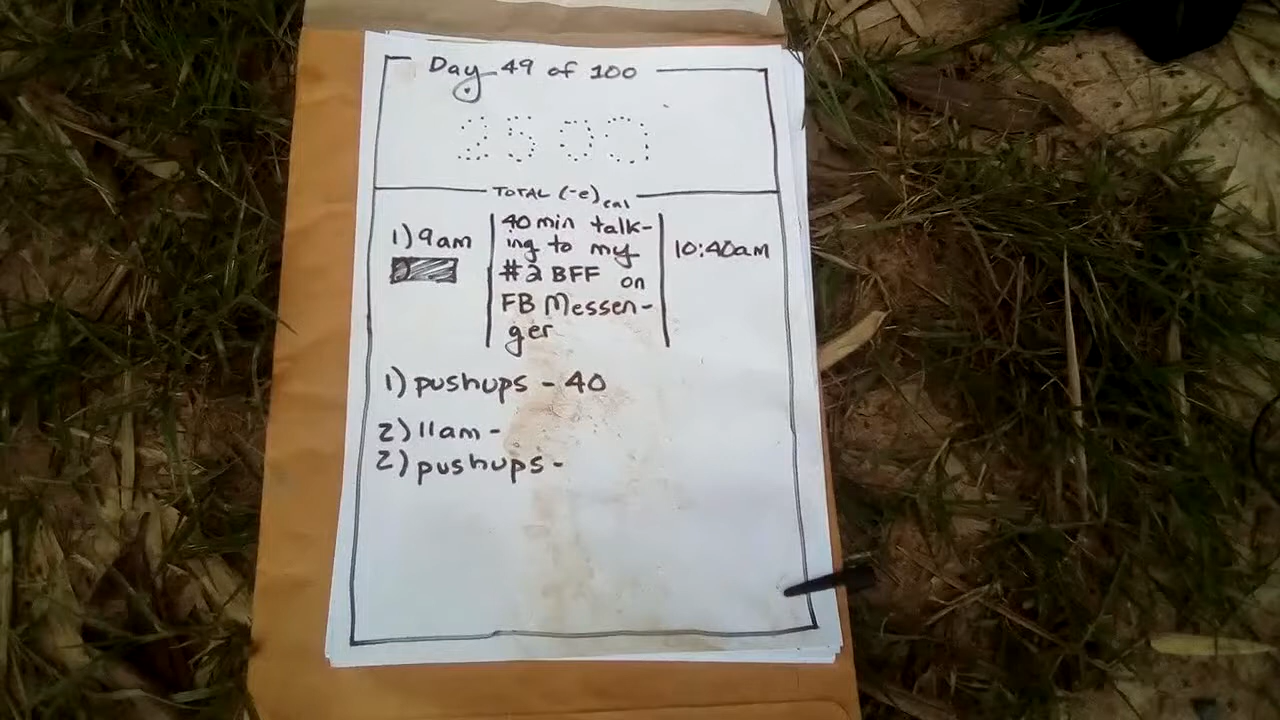 Day 49 of 100
2500
TOTAL (-e)cal
1) 9am
40 min talk-
ing to my
#2 BFF on
FB Messen-
ger
10:40am
1) pushups - 40
2) 11am -
2) pushups -